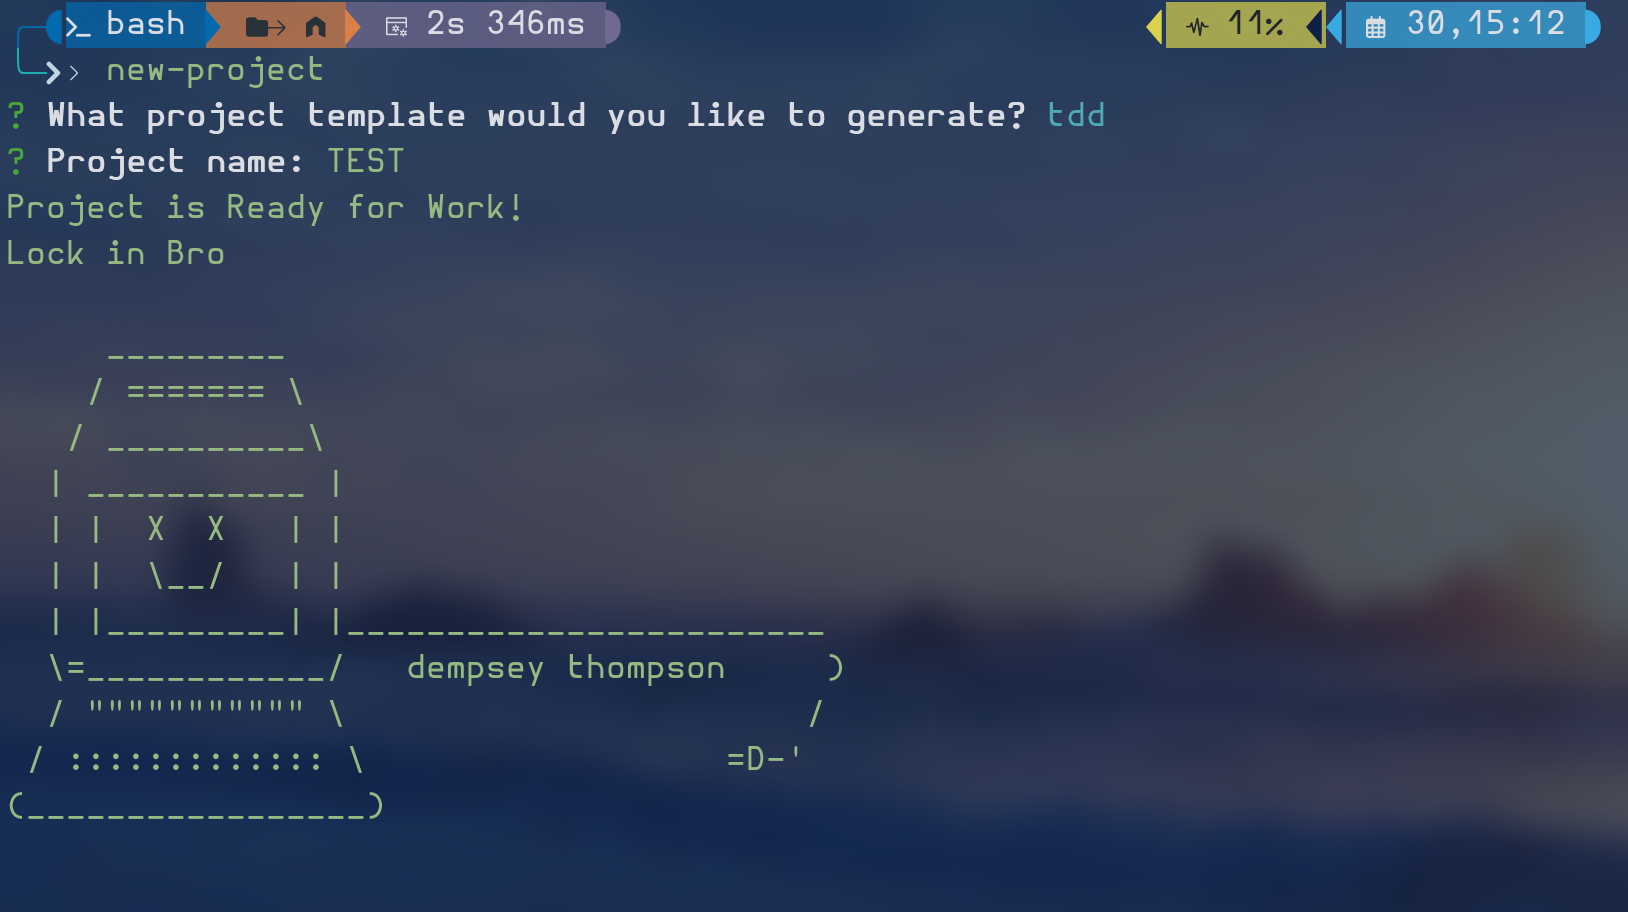 bash 2s 346ms 11% 30,15:12
> new-project
? What project template would you like to generate? tdd
? Project name: TEST
Project is Ready for Work!
Lock in Bro
_________
/ ======= \
/ __________\
| ___________ |
| |  X  X   | |
| |  \__/   | |
| |_________| |________________________
\=____________/   dempsey thompson     )
/ """"""""""" \                       /
/ ::::::::::::: \                  =D-'
(_________________)